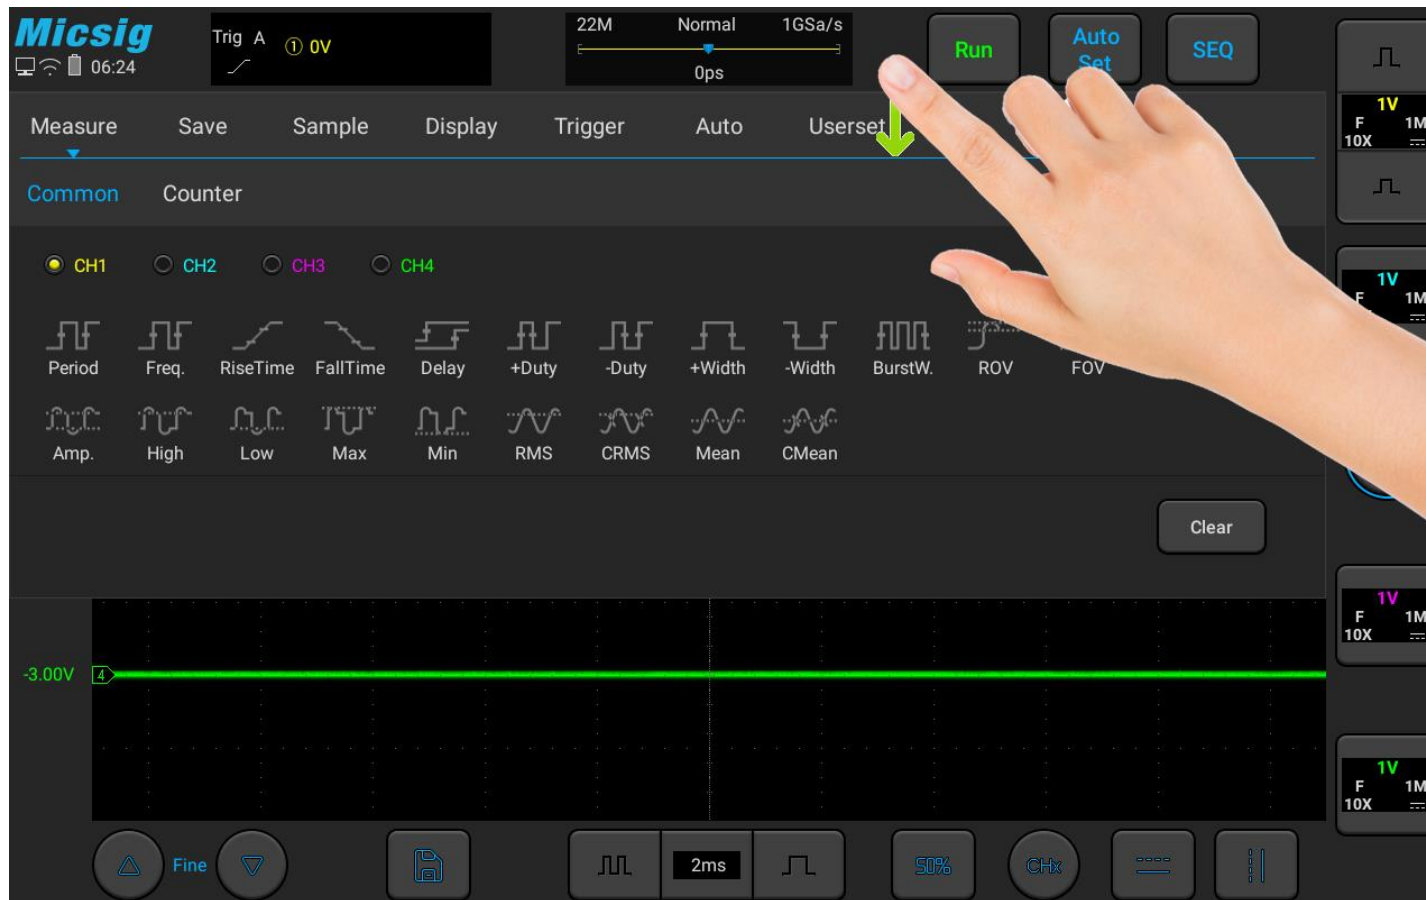 Micsig
06:24
Trig A
① 0V
22M Normal 1GSa/s
0ps
Run
Auto
Set
SEQ
Measure Save Sample Display Trigger Auto Userset
Common Counter
CH1 CH2 CH3 CH4
Period Freq. RiseTime FallTime Delay +Duty -Duty +Width -Width BurstW. ROV FOV
Amp. High Low Max Min RMS CRMS Mean CMean
Clear
-3.00V 4
1V
F 1M
10X
1V
F 1M
1V
F 1M
10X
1V
F 1M
10X
Fine
2ms
50%
CHx